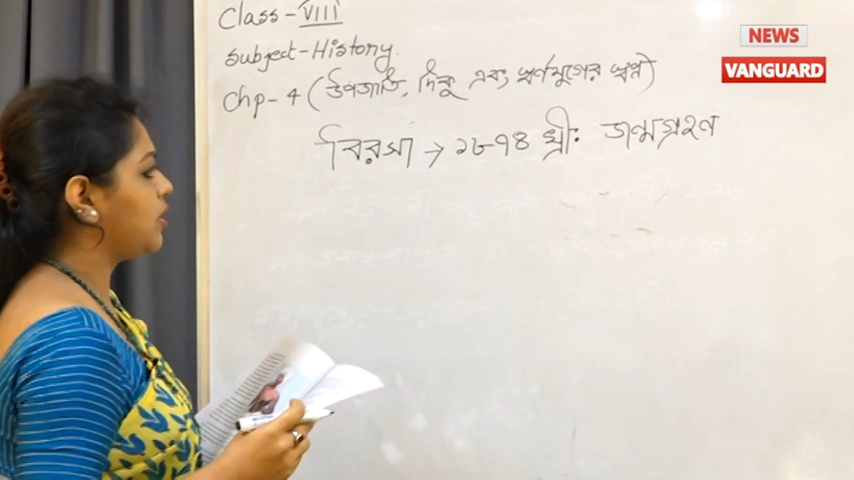 Class-VIII
Subject-History.
Chp-4 (উপজাতি, দিকু এবং স্বর্ণযুগের স্বপ্ন)
বিরসা → ১৮৭৪ খ্রীঃ জন্মগ্রহণ
NEWS
VANGUARD